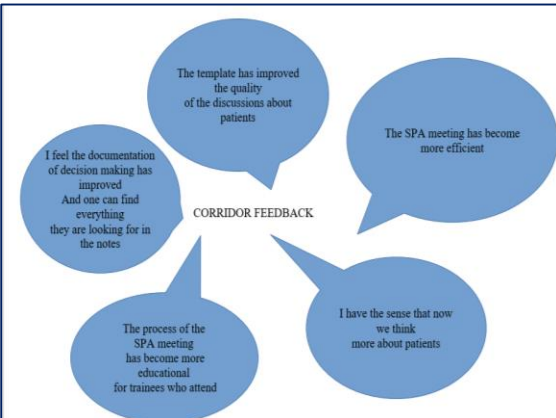 The template has improved
the quality
of the discussions about
patients
The SPA meeting has become
more efficient
I feel the documentation
of decision making has
improved
And one can find
everything
they are looking for in
the notes
CORRIDOR FEEDBACK
The process of the
SPA meeting
has become more
educational
for trainees who attend
I have the sense that now
we think
more about patients